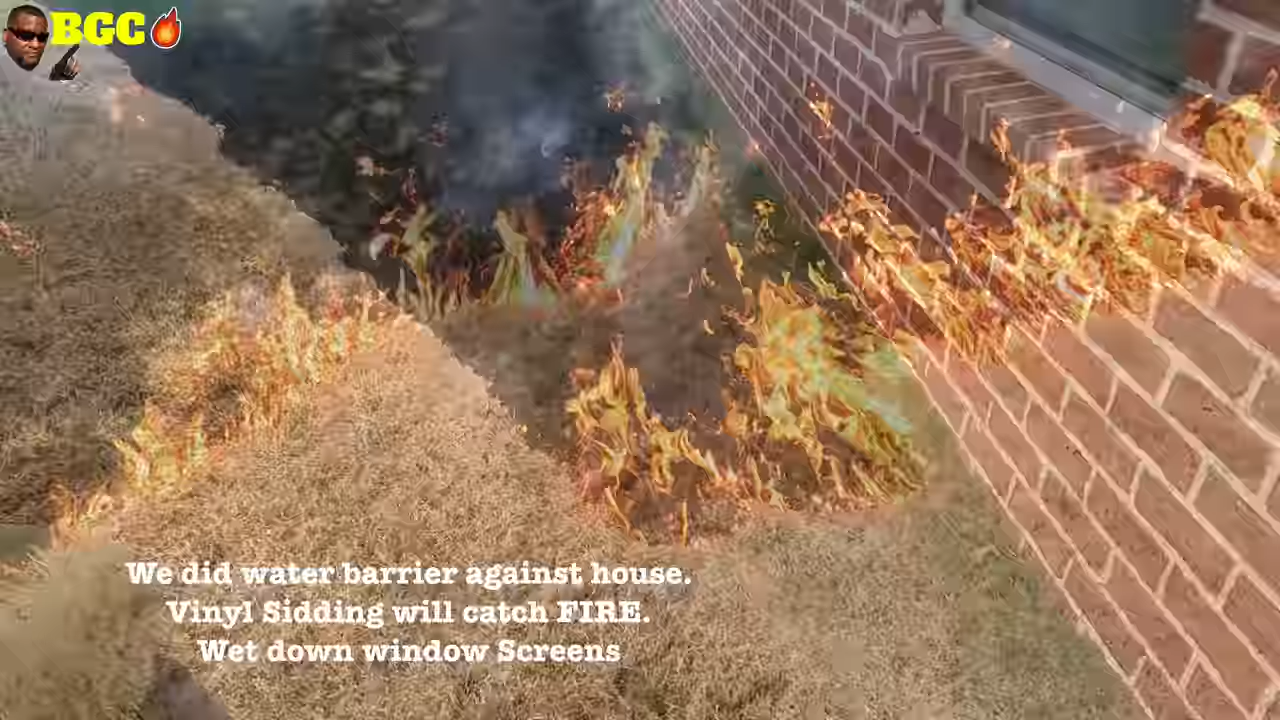 BGC
We did water barrier against house.
Vinyl Sidding will catch FIRE.
Wet down window Screens